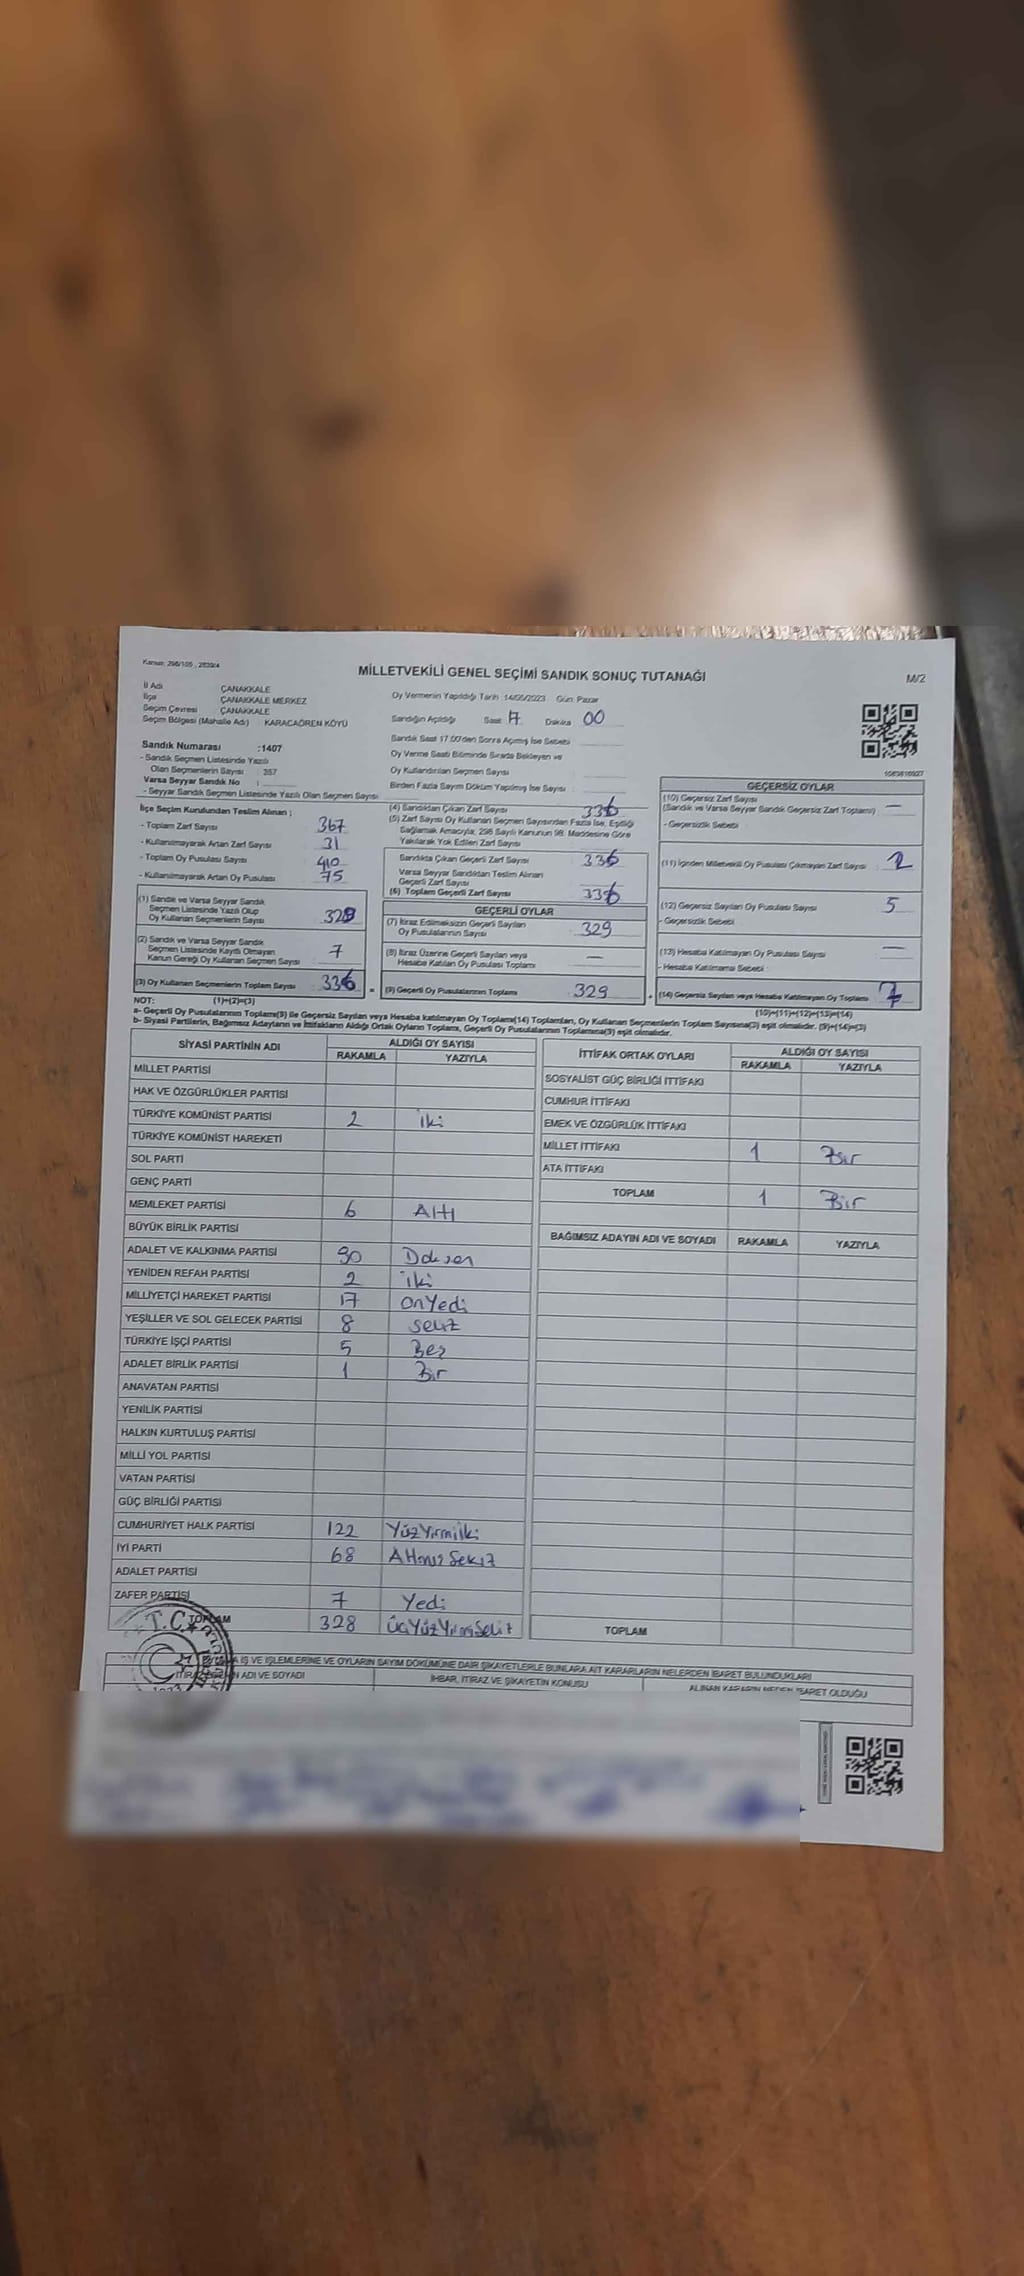 Kanun: 298/105 , 2839/4
MİLLETVEKİLİ GENEL SEÇİMİ SANDIK SONUÇ TUTANAĞI
M/2
İl Adı ÇANAKKALE
İlçe ÇANAKKALE MERKEZ
Seçim Çevresi ÇANAKKALE
Seçim Bölgesi (Mahalle Adı) : KARACAÖREN KÖYÜ
Oy Vermenin Yapıldığı Tarih :14/05/2023 Gün: Pazar
Sandığın Açıldığı Saat 17 Dakika 00
Sandık Saat 17:00'den Sonra Açılmış İse Sebebi
Oy Verme Saati Bitiminde Sırada Bekleyen ve
Oy Kullandırılan Seçmen Sayısı
Birden Fazla Sayım Döküm Yapılmış İse Sayısı :
Sandık Numarası :1407
- Sandık Seçmen Listesinde Yazılı
Olan Seçmenlerin Sayısı : 357
Varsa Seyyar Sandık No :
- Seyyar Sandık Seçmen Listesinde Yazılı Olan Seçmen Sayısı
İlçe Seçim Kurulundan Teslim Alınan ;
- Toplam Zarf Sayısı 367
- Kullanılmayarak Artan Zarf Sayısı 31
- Toplam Oy Pusulası Sayısı 410
- Kullanılmayarak Artan Oy Pusulası 75
(1) Sandık ve Varsa Seyyar Sandık
Seçmen Listesinde Yazılı Olup
Oy Kullanan Seçmenlerin Sayısı 329
(2) Sandık ve Varsa Seyyar Sandık
Seçmen Listesinde Kayıtlı Olmayan
Kanun Gereği Oy Kullanan Seçmen Sayısı 7
(3) Oy Kullanan Seçmenlerin Toplam Sayısı 336
(4) Sandıktan Çıkan Zarf Sayısı 336
(5) Zarf Sayısı Oy Kullanan Seçmen Sayısından Fazla İse, Eşitliği
Sağlamak Amacıyla; 298 Sayılı Kanunun 98. Maddesine Göre
Yakılarak Yok Edilen Zarf Sayısı
Sandıkta Çıkan Geçerli Zarf Sayısı 336
Varsa Seyyar Sandıktan Teslim Alınan
Geçerli Zarf Sayısı
(6) Toplam Geçerli Zarf Sayısı 336
GEÇERLİ OYLAR
(7) İtiraz Edilmeksizin Geçerli Sayılan
Oy Pusulalarının Sayısı 329
(8) İtiraz Üzerine Geçerli Sayılan veya
Hesaba Katılan Oy Pusulası Toplamı —
= (9) Geçerli Oy Pusulalarının Toplamı 329
GEÇERSİZ OYLAR
(10) Geçersiz Zarf Sayısı —
(Sandık ve Varsa Seyyar Sandık Geçersiz Zarf Toplamı)
- Geçersizlik Sebebi
(11) İçinden Milletvekili Oy Pusulası Çıkmayan Zarf Sayısı 2
(12) Geçersiz Sayılan Oy Pusulası Sayısı 5
- Geçersizlik Sebebi
(13) Hesaba Katılmayan Oy Pusulası Sayısı —
- Hesaba Katılmama Sebebi :
+ (14) Geçersiz Sayılan veya Hesaba Katılmayan Oy Toplamı 7
NOT: (1)+(2)=(3) (10)+(11)+(12)+(13)=(14)
a- Geçerli Oy Pusulalarının Toplamı(9) ile Geçersiz Sayılan veya Hesaba Katılmayan Oy Toplamı(14) Toplamları, Oy Kullanan Seçmenlerin Toplam Sayısına(3) eşit olmalıdır. (9)+(14)=(3)
b- Siyasi Partilerin, Bağımsız Adayların ve İttifakların Aldığı Ortak Oyların Toplamı, Geçerli Oy Pusulalarının Toplamına(9) eşit olmalıdır.
SİYASİ PARTİNİN ADI ALDIĞI OY SAYISI
RAKAMLA YAZIYLA
MİLLET PARTİSİ
HAK VE ÖZGÜRLÜKLER PARTİSİ
TÜRKİYE KOMÜNİST PARTİSİ 2 iki
TÜRKİYE KOMÜNİST HAREKETİ
SOL PARTİ
GENÇ PARTİ
MEMLEKET PARTİSİ 6 Altı
BÜYÜK BİRLİK PARTİSİ
ADALET VE KALKINMA PARTİSİ 90 Doksan
YENİDEN REFAH PARTİSİ 2 iki
MİLLİYETÇİ HAREKET PARTİSİ 17 onYedi
YEŞİLLER VE SOL GELECEK PARTİSİ 8 sekiz
TÜRKİYE İŞÇİ PARTİSİ 5 Beş
ADALET BİRLİK PARTİSİ 1 Bir
ANAVATAN PARTİSİ
YENİLİK PARTİSİ
HALKIN KURTULUŞ PARTİSİ
MİLLİ YOL PARTİSİ
VATAN PARTİSİ
GÜÇ BİRLİĞİ PARTİSİ
CUMHURİYET HALK PARTİSİ 122 YüzYirmiİki
İYİ PARTİ 68 Altmış Sekiz
ADALET PARTİSİ
ZAFER PARTİSİ 7 Yedi
TOPLAM 328 ÜçYüzYirmiSekiz
İTTİFAK ORTAK OYLARI ALDIĞI OY SAYISI
RAKAMLA YAZIYLA
SOSYALİST GÜÇ BİRLİĞİ İTTİFAKI
CUMHUR İTTİFAKI
EMEK VE ÖZGÜRLÜK İTTİFAKI
MİLLET İTTİFAKI 1 Bir
ATA İTTİFAKI
TOPLAM 1 Bir
BAĞIMSIZ ADAYIN ADI VE SOYADI RAKAMLA YAZIYLA
TOPLAM
T.C.
İŞ VE İŞLEMLERİNE VE OYLARIN SAYIM DÖKÜMÜNE DAİR ŞİKAYETLERLE BUNLARA AİT KARARLARIN NELERDEN İBARET BULUNDUKLARI
ADI VE SOYADI İHBAR, İTİRAZ VE ŞİKAYETİN KONUSU ALINAN KARARIN NEDEN İBARET OLDUĞU